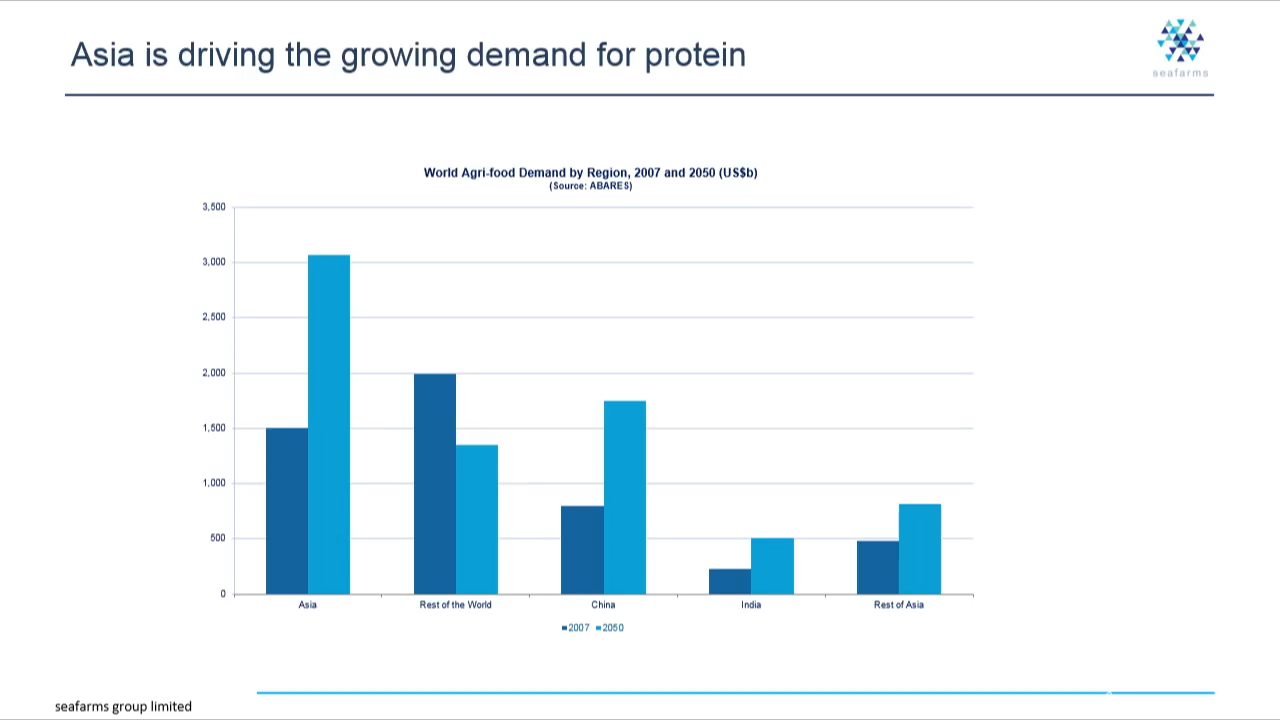 Asia is driving the growing demand for protein
seafarms
World Agri-food Demand by Region, 2007 and 2050 (US$b)
(Source: ABARES)
3,500
3,000
2,500
2,000
1,500
1,000
500
0
Asia Rest of the World China India Rest of Asia
2007 2050
seafarms group limited